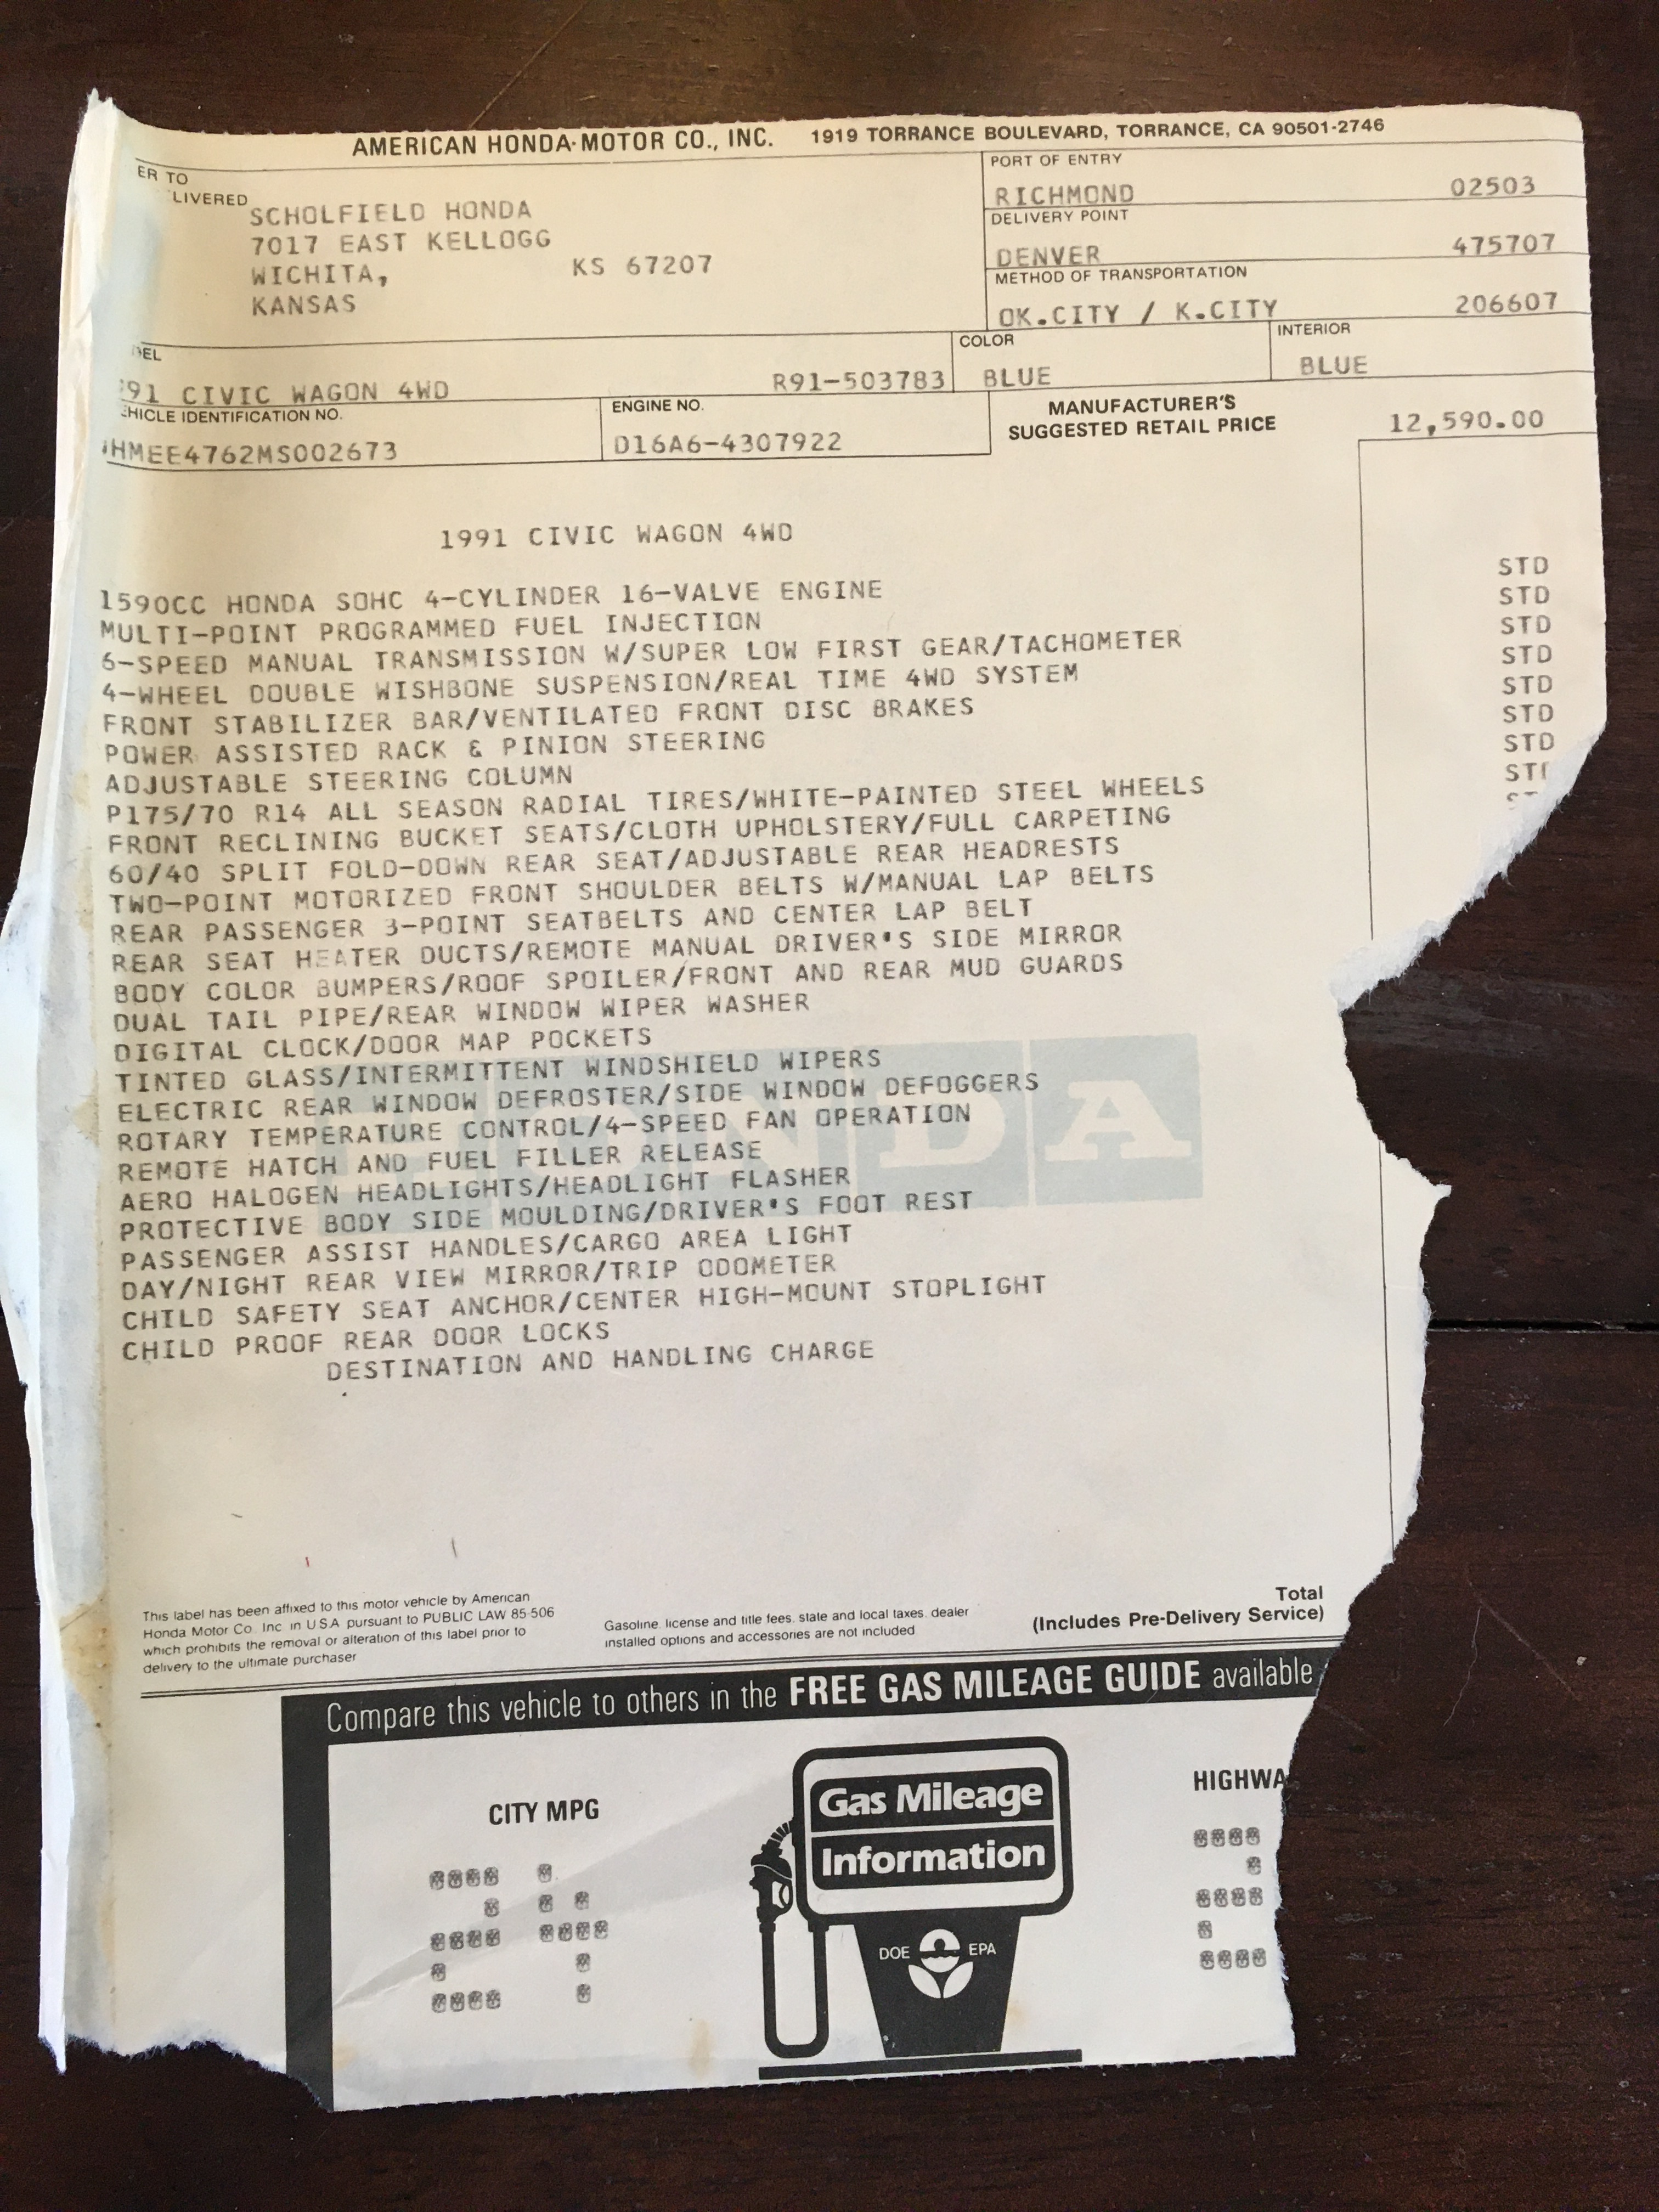 AMERICAN HONDA MOTOR CO., INC. 1919 TORRANCE BOULEVARD, TORRANCE, CA 90501-2746
ER TO
LIVERED
SCHOLFIELD HONDA
7017 EAST KELLOGG
WICHITA, KS 67207
KANSAS
PORT OF ENTRY
RICHMOND 02503
DELIVERY POINT
DENVER 475707
METHOD OF TRANSPORTATION
OK.CITY / K.CITY 206607
DEL
91 CIVIC WAGON 4WD R91-503783
COLOR
BLUE
INTERIOR
BLUE
HICLE IDENTIFICATION NO.
HMEE4762MS002673
ENGINE NO.
D16A6-4307922
MANUFACTURER'S
SUGGESTED RETAIL PRICE 12,590.00
1991 CIVIC WAGON 4WD
1590CC HONDA SOHC 4-CYLINDER 16-VALVE ENGINE STD
MULTI-POINT PROGRAMMED FUEL INJECTION STD
6-SPEED MANUAL TRANSMISSION W/SUPER LOW FIRST GEAR/TACHOMETER STD
4-WHEEL DOUBLE WISHBONE SUSPENSION/REAL TIME 4WD SYSTEM STD
FRONT STABILIZER BAR/VENTILATED FRONT DISC BRAKES STD
POWER ASSISTED RACK & PINION STEERING STD
ADJUSTABLE STEERING COLUMN STD
P175/70 R14 ALL SEASON RADIAL TIRES/WHITE-PAINTED STEEL WHEELS ST
FRONT RECLINING BUCKET SEATS/CLOTH UPHOLSTERY/FULL CARPETING
60/40 SPLIT FOLD-DOWN REAR SEAT/ADJUSTABLE REAR HEADRESTS
TWO-POINT MOTORIZED FRONT SHOULDER BELTS W/MANUAL LAP BELTS
REAR PASSENGER 3-POINT SEATBELTS AND CENTER LAP BELT
REAR SEAT HEATER DUCTS/REMOTE MANUAL DRIVER'S SIDE MIRROR
BODY COLOR BUMPERS/ROOF SPOILER/FRONT AND REAR MUD GUARDS
DUAL TAIL PIPE/REAR WINDOW WIPER WASHER
DIGITAL CLOCK/DOOR MAP POCKETS
TINTED GLASS/INTERMITTENT WINDSHIELD WIPERS
ELECTRIC REAR WINDOW DEFROSTER/SIDE WINDOW DEFOGGERS
ROTARY TEMPERATURE CONTROL/4-SPEED FAN OPERATION
REMOTE HATCH AND FUEL FILLER RELEASE
AERO HALOGEN HEADLIGHTS/HEADLIGHT FLASHER
PROTECTIVE BODY SIDE MOULDING/DRIVER'S FOOT REST
PASSENGER ASSIST HANDLES/CARGO AREA LIGHT
DAY/NIGHT REAR VIEW MIRROR/TRIP ODOMETER
CHILD SAFETY SEAT ANCHOR/CENTER HIGH-MOUNT STOPLIGHT
CHILD PROOF REAR DOOR LOCKS
DESTINATION AND HANDLING CHARGE
HONDA
This label has been affixed to this motor vehicle by American
Honda Motor Co. Inc in U.S.A pursuant to PUBLIC LAW 85-506
which prohibits the removal or alteration of this label prior to
delivery to the ultimate purchaser
Gasoline, license and title fees, state and local taxes, dealer
installed options and accessories are not included
Total
(Includes Pre-Delivery Service)
Compare this vehicle to others in the FREE GAS MILEAGE GUIDE available
CITY MPG
24
Gas Mileage
Information
DOE EPA
HIGHWA
2